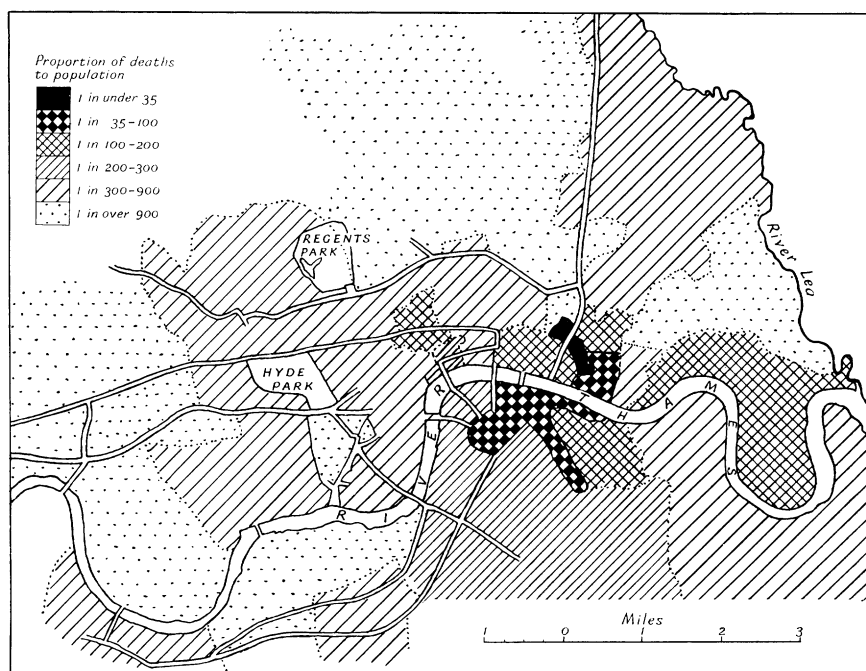 Proportion of deaths
to population
1 in under 35
1 in 35-100
1 in 100-200
1 in 200-300
1 in 300-900
1 in over 900
REGENTS
PARK
River Lea
HYDE
PARK
RIVER THAMES
Miles
1 0 1 2 3